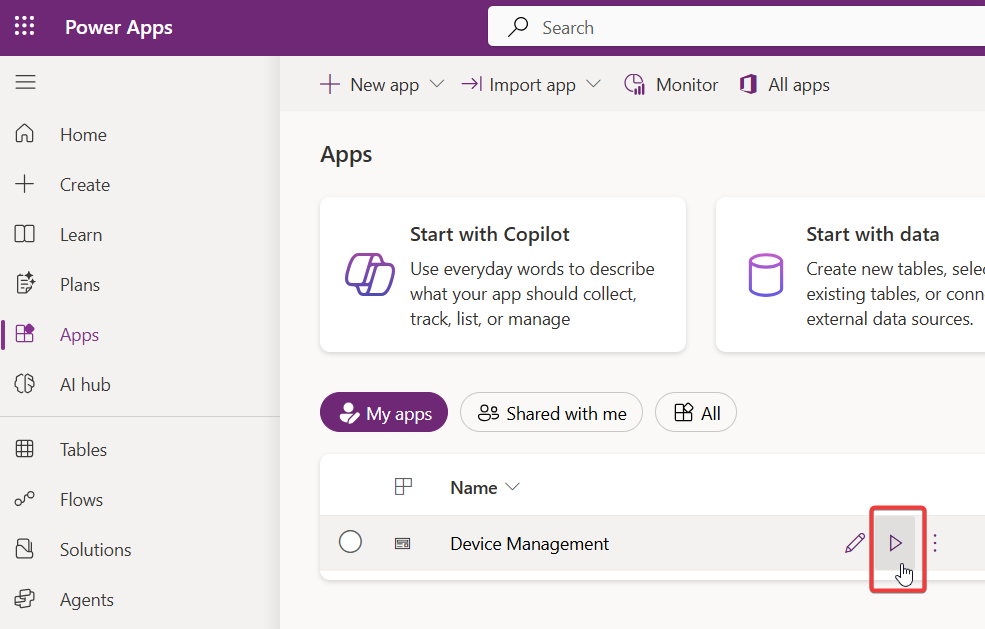 Power Apps
Search
Home
Create
Learn
Plans
Apps
AI hub
Tables
Flows
Solutions
Agents
New app
Import app
Monitor
All apps
Apps
Start with Copilot
Use everyday words to describe
what your app should collect,
track, list, or manage
Start with data
Create new tables, selec
existing tables, or conn
external data sources.
My apps
Shared with me
All
Name
Device Management